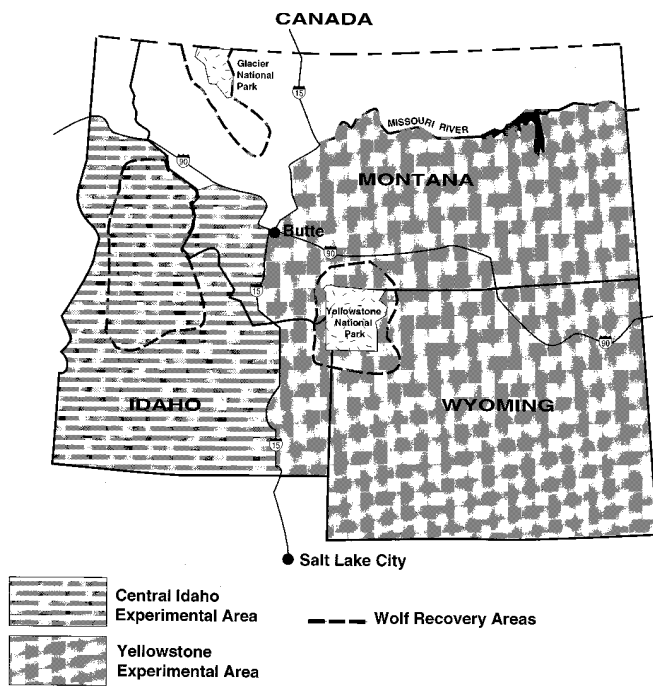 CANADA
Glacier
National
Park
15
MISSOURI RIVER
90
MONTANA
Butte
90
15
Yellowstone
National
Park
90
IDAHO
WYOMING
15
Salt Lake City
Central Idaho
Experimental Area
Wolf Recovery Areas
Yellowstone
Experimental Area